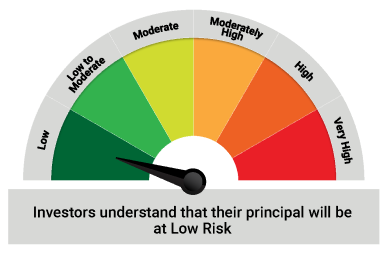 Low
Low to
Moderate
Moderate
Moderately
High
High
Very High
Investors understand that their principal will be
at Low Risk